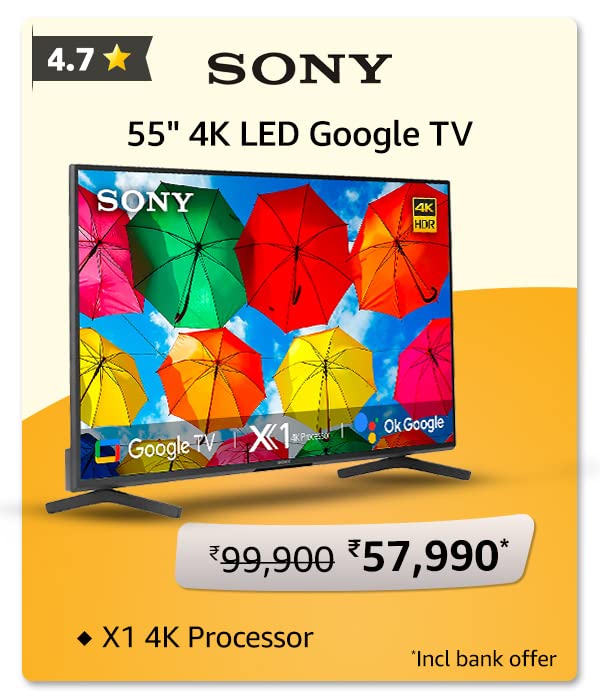 4.7
SONY
55" 4K LED Google TV
SONY
4K
HDR
Google TV X1 4K Processor Ok Google
SONY
₹99,900 ₹57,990*
◆ X1 4K Processor
*Incl bank offer